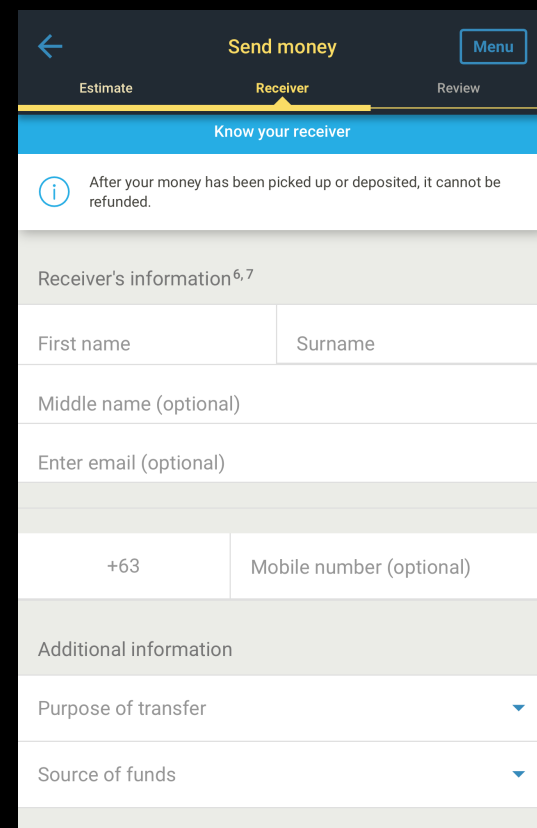 Send money
Menu
Estimate
Receiver
Review
Know your receiver
After your money has been picked up or deposited, it cannot be
refunded.
Receiver's information6, 7
First name
Surname
Middle name (optional)
Enter email (optional)
+63
Mobile number (optional)
Additional information
Purpose of transfer
Source of funds